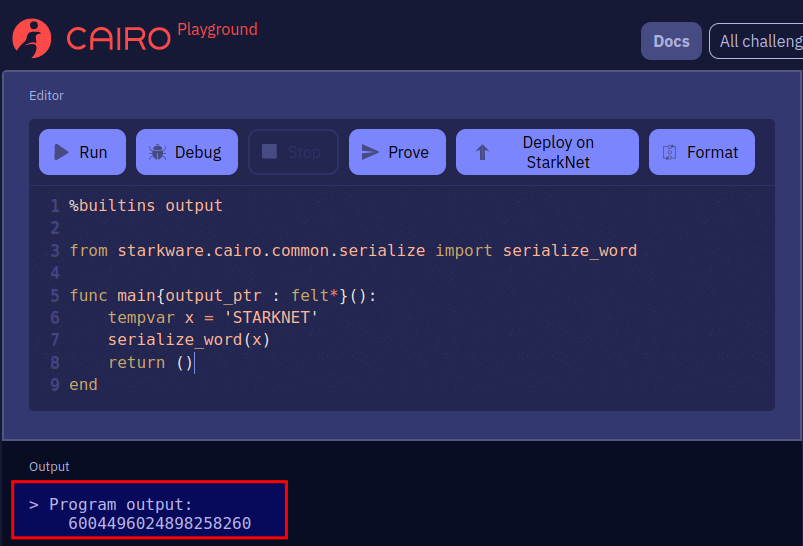 CAIRO Playground
Docs
All challeng
Editor
Run
Debug
Stop
Prove
Deploy on
StarkNet
Format
1 %builtins output
2
3 from starkware.cairo.common.serialize import serialize_word
4
5 func main{output_ptr : felt*}():
6     tempvar x = 'STARKNET'
7     serialize_word(x)
8     return ()
9 end
Output
> Program output:
6004496024898258260